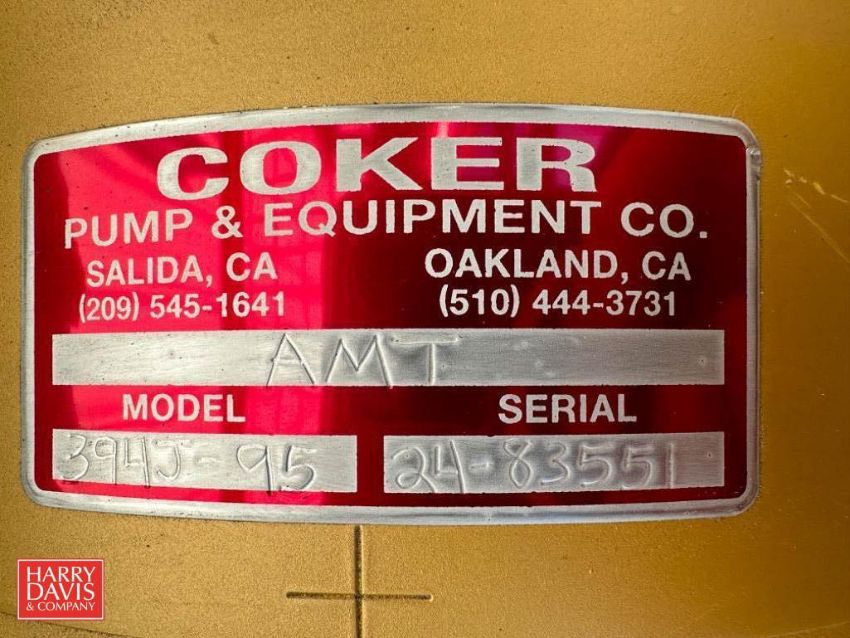 COKER
PUMP & EQUIPMENT CO.
SALIDA, CA OAKLAND, CA
(209) 545-1641 (510) 444-3731
AMT
MODEL SERIAL
394J-95 24-83551
HARRY
DAVIS
& COMPANY